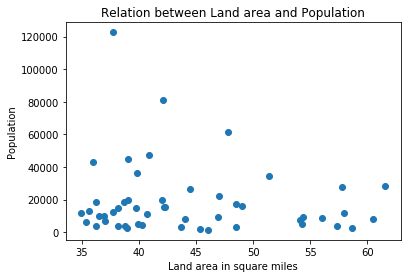 Relation between Land area and Population
120000
100000
80000
60000
40000
20000
0
Population
35 40 45 50 55 60
Land area in square miles